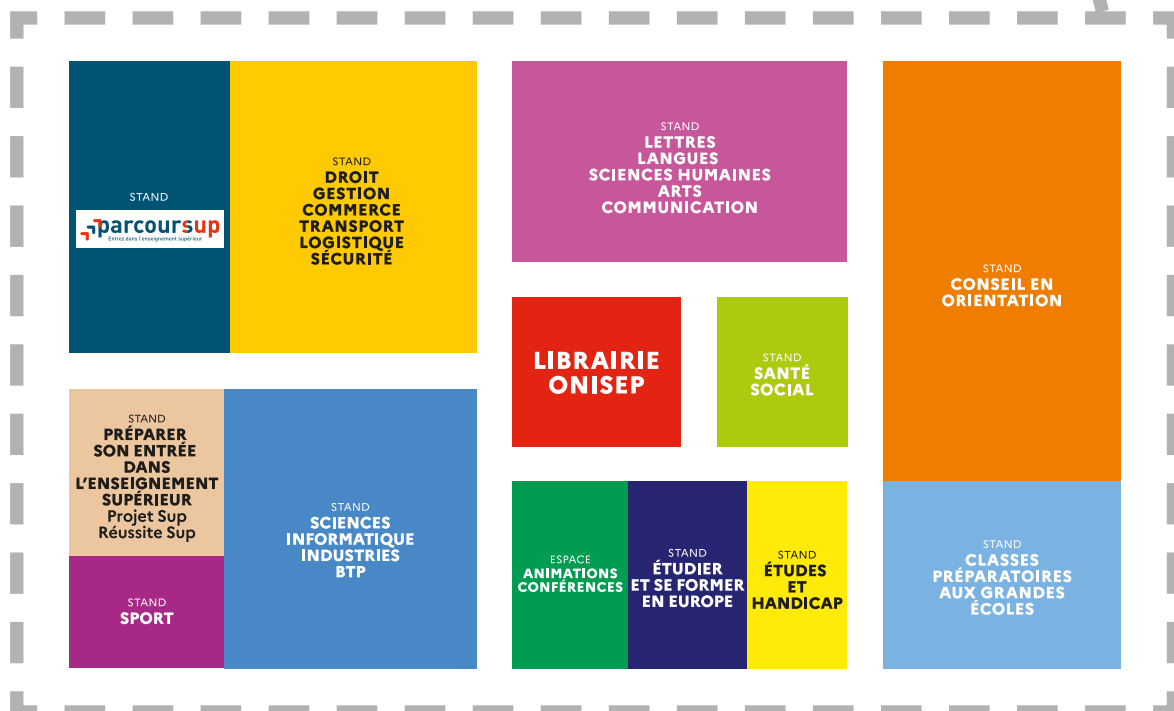 STAND
parcoursup
Entrez dans l'enseignement supérieur
STAND
DROIT
GESTION
COMMERCE
TRANSPORT
LOGISTIQUE
SÉCURITÉ
STAND
LETTRES
LANGUES
SCIENCES HUMAINES
ARTS
COMMUNICATION
STAND
CONSEIL EN
ORIENTATION
LIBRAIRIE
ONISEP
STAND
SANTÉ
SOCIAL
STAND
PRÉPARER
SON ENTRÉE
DANS
L'ENSEIGNEMENT
SUPÉRIEUR
Projet Sup
Réussite Sup
STAND
SPORT
STAND
SCIENCES
INFORMATIQUE
INDUSTRIES
BTP
ESPACE
ANIMATIONS
CONFÉRENCES
STAND
ÉTUDIER
ET SE FORMER
EN EUROPE
STAND
ÉTUDES
ET
HANDICAP
STAND
CLASSES
PRÉPARATOIRES
AUX GRANDES
ÉCOLES